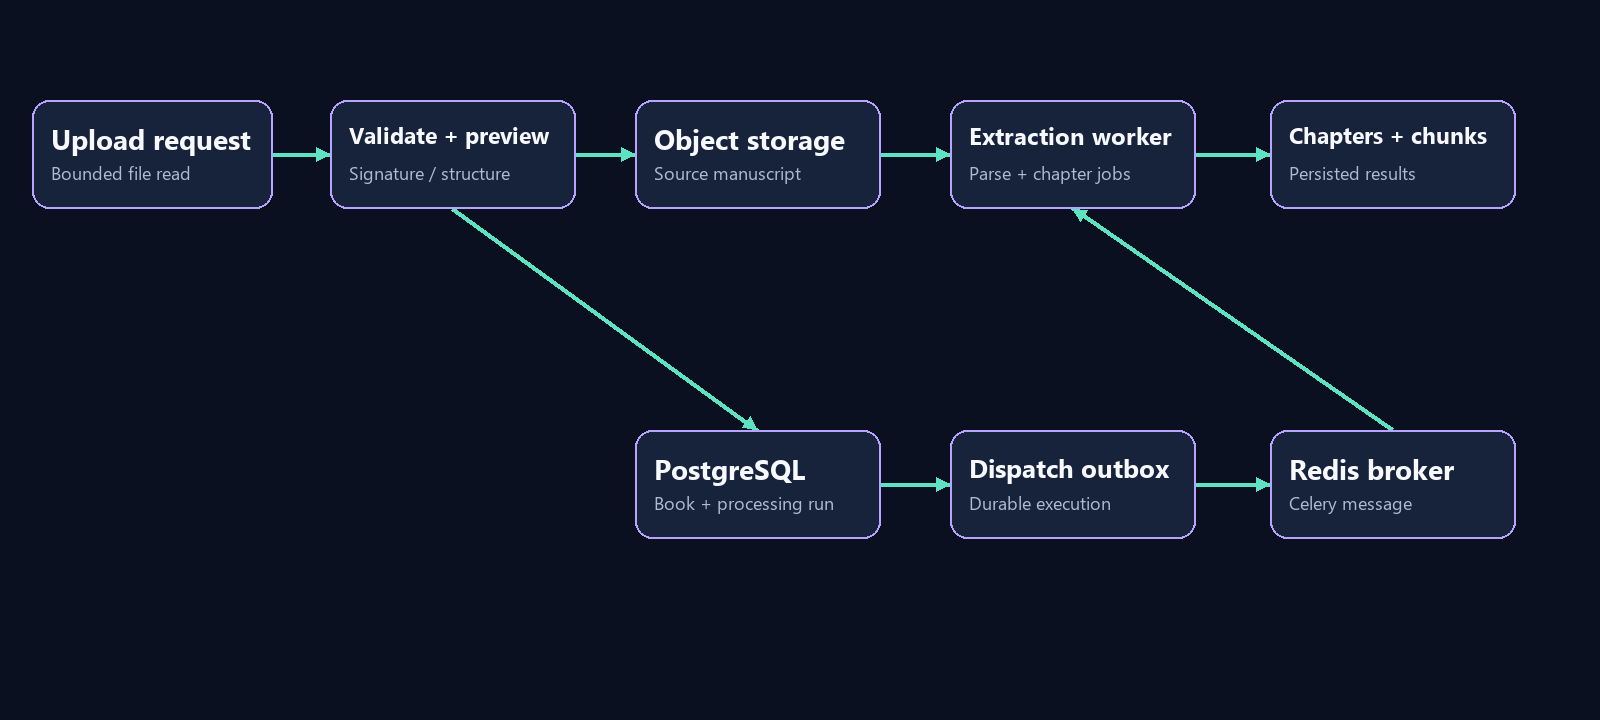 Upload request
Bounded file read
Validate + preview
Signature / structure
Object storage
Source manuscript
Extraction worker
Parse + chapter jobs
Chapters + chunks
Persisted results
PostgreSQL
Book + processing run
Dispatch outbox
Durable execution
Redis broker
Celery message